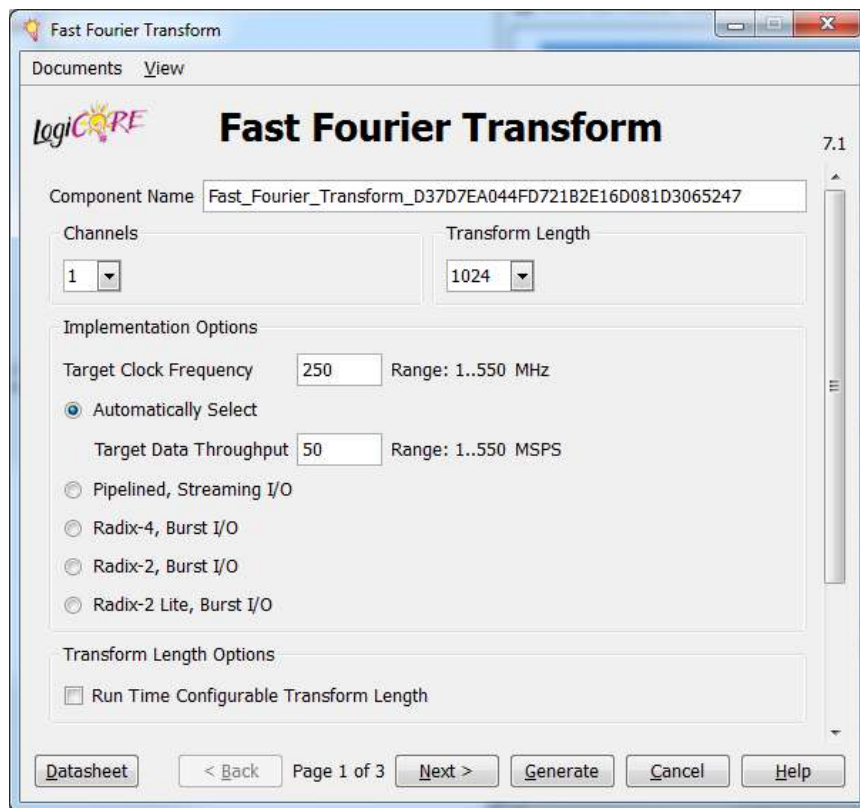 Fast Fourier Transform
Documents View
LogiCORE
Fast Fourier Transform
7.1
Component Name Fast_Fourier_Transform_D37D7EA044FD721B2E16D081D3065247
Channels
Transform Length
1
1024
Implementation Options
Target Clock Frequency 250 Range: 1..550 MHz
Automatically Select
Target Data Throughput 50 Range: 1..550 MSPS
Pipelined, Streaming I/O
Radix-4, Burst I/O
Radix-2, Burst I/O
Radix-2 Lite, Burst I/O
Transform Length Options
Run Time Configurable Transform Length
Datasheet < Back Page 1 of 3 Next > Generate Cancel Help